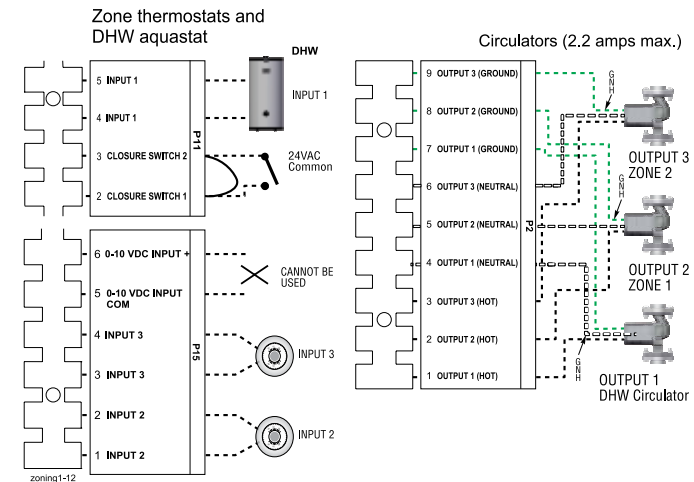 Zone thermostats and
DHW aquastat
DHW
5 INPUT 1
INPUT 1
4 INPUT 1
P11
3 CLOSURE SWITCH 2
24VAC
Common
2 CLOSURE SWITCH 1
6 0-10 VDC INPUT +
CANNOT BE
USED
5 0-10 VDC INPUT
COM
4 INPUT 3
P15
INPUT 3
3 INPUT 3
2 INPUT 2
INPUT 2
1 INPUT 2
zoning1-12
Circulators (2.2 amps max.)
9 OUTPUT 3 (GROUND)
G
N
H
8 OUTPUT 2 (GROUND)
7 OUTPUT 1 (GROUND)
OUTPUT 3
ZONE 2
6 OUTPUT 3 (NEUTRAL)
G
N
H
P2
5 OUTPUT 2 (NEUTRAL)
4 OUTPUT 1 (NEUTRAL)
OUTPUT 2
ZONE 1
3 OUTPUT 3 (HOT)
2 OUTPUT 2 (HOT)
1 OUTPUT 1 (HOT)
G
N
H
OUTPUT 1
DHW Circulator